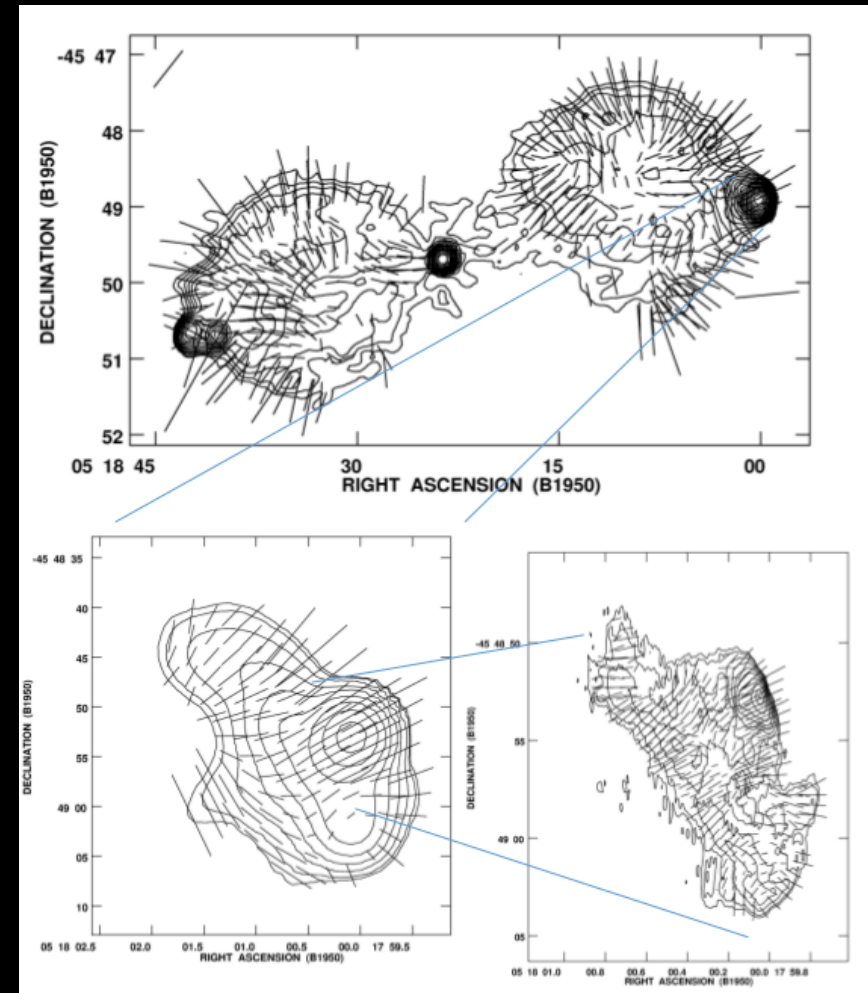 -45 47
48
49
50
51
52
DECLINATION (B1950)
05 18 45 30 15 00
RIGHT ASCENSION (B1950)
-45 48 35
40
45
50
55
49 00
05
10
DECLINATION (B1950)
05 18 02.5 02.0 01.5 01.0 00.5 00.0 17 59.5
RIGHT ASCENSION (B1950)
-45 48 50
55
49 00
05
DECLINATION (B1950)
05 18 01.0 00.8 00.6 00.4 00.2 00.0 17 59.8
RIGHT ASCENSION (B1950)